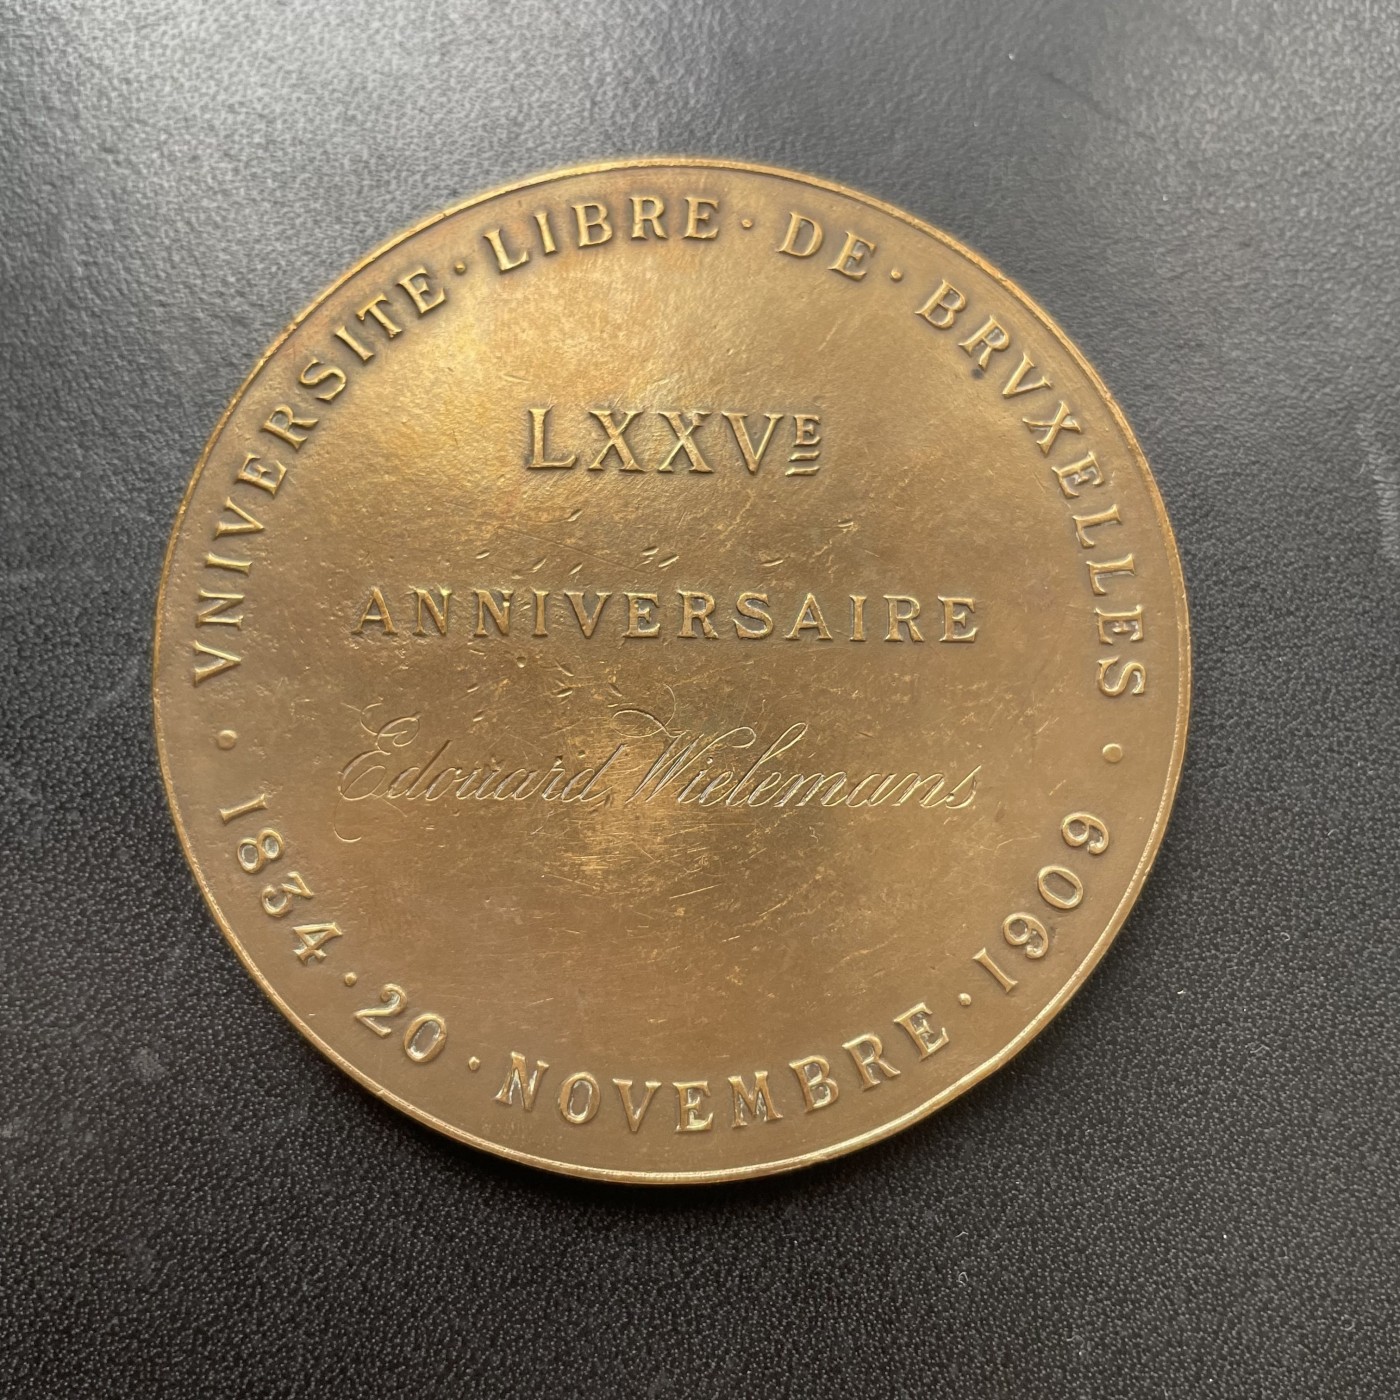 VNIVERSITE · LIBRE · DE · BRVXELLES
LXXVE
ANNIVERSAIRE
Edouard Wielemans
· 1834 · 20 · NOVEMBRE · 1909 ·